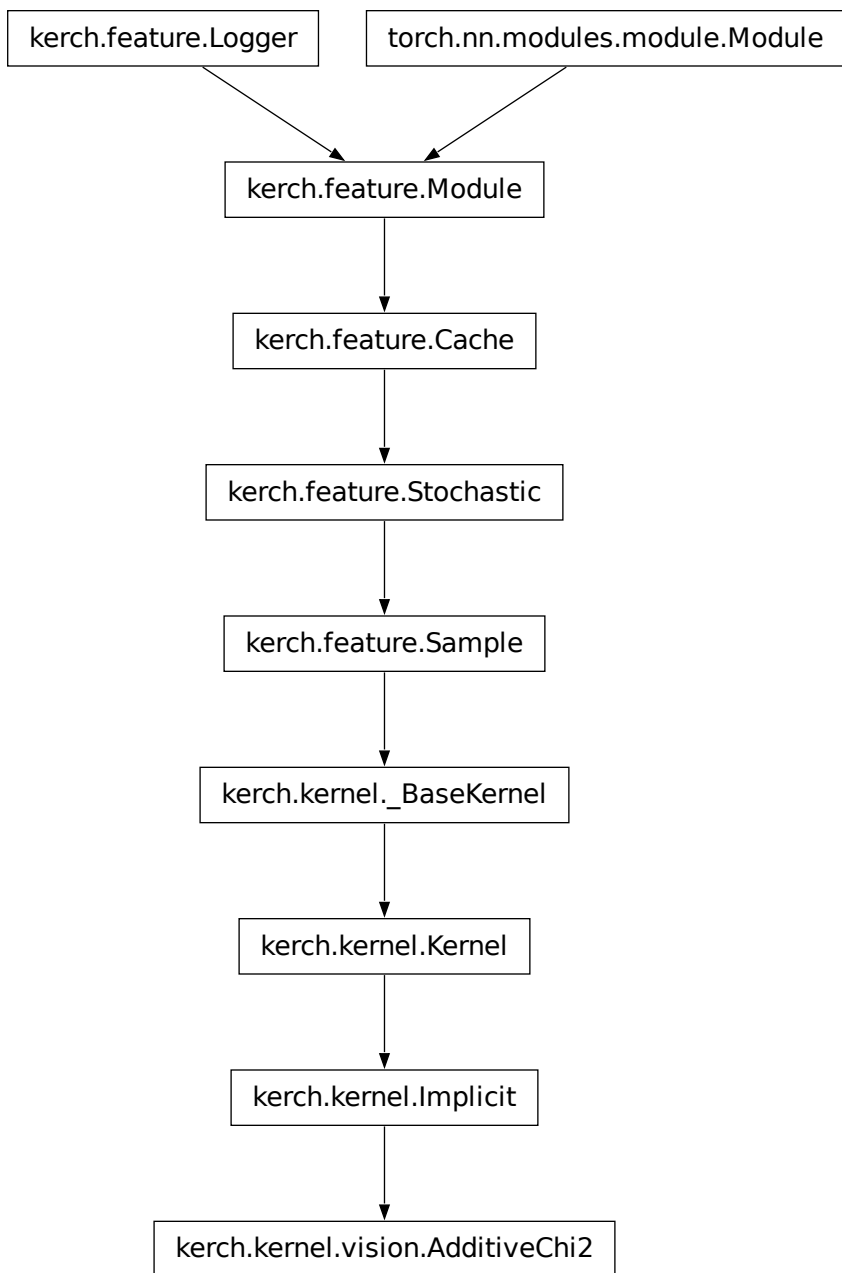 kerch.feature.Logger
torch.nn.modules.module.Module
kerch.feature.Module
kerch.feature.Cache
kerch.feature.Stochastic
kerch.feature.Sample
kerch.kernel._BaseKernel
kerch.kernel.Kernel
kerch.kernel.Implicit
kerch.kernel.vision.AdditiveChi2